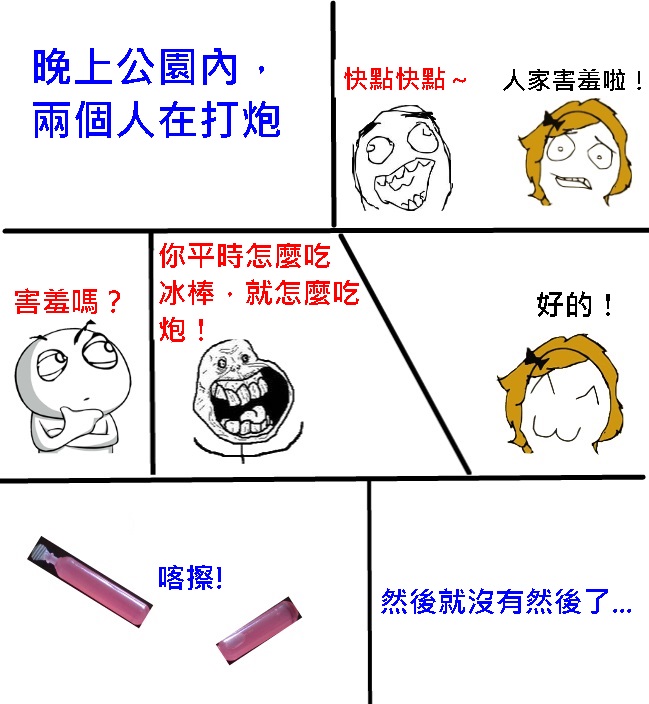 晚上公園內，
兩個人在打炮
快點快點～
人家害羞啦！
害羞嗎？
你平時怎麼吃
冰棒，就怎麼吃
炮！
好的！
喀擦!
然後就沒有然後了...